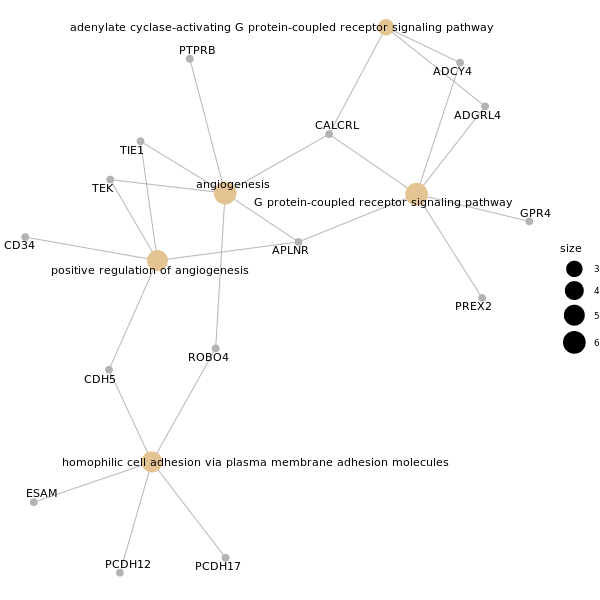 adenylate cyclase-activating G protein-coupled receptor signaling pathway
PTPRB
ADCY4
ADGRL4
CALCRL
TIE1
angiogenesis
TEK
G protein-coupled receptor signaling pathway
GPR4
CD34
APLNR
size
positive regulation of angiogenesis
3
4
PREX2
5
6
ROBO4
CDH5
homophilic cell adhesion via plasma membrane adhesion molecules
ESAM
PCDH12
PCDH17